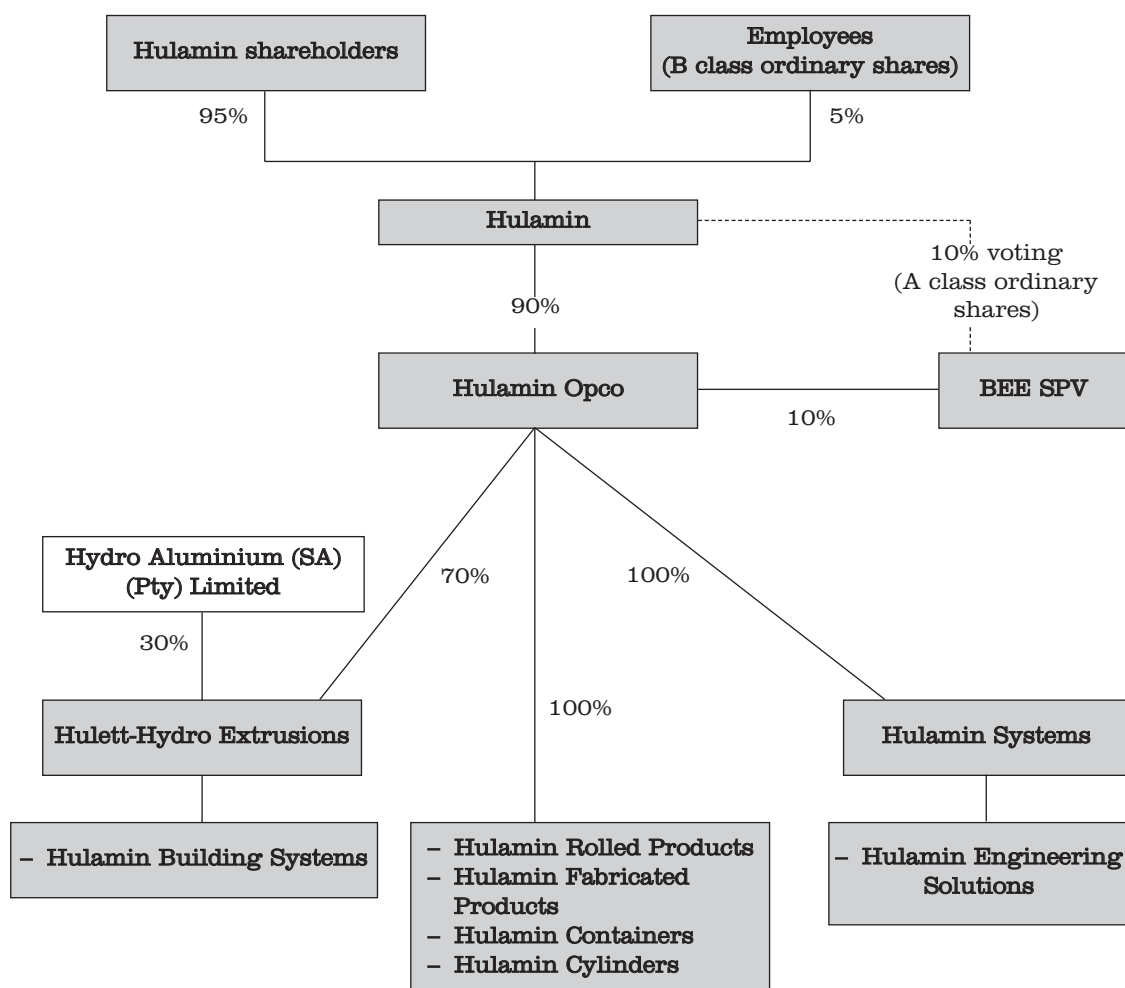 Hulamin shareholders
Employees
(B class ordinary shares)
95%
5%
Hulamin
10% voting
(A class ordinary
shares)
90%
Hulamin Opco
BEE SPV
10%
Hydro Aluminium (SA)
(Pty) Limited
70%
100%
30%
100%
Hulett-Hydro Extrusions
Hulamin Systems
– Hulamin Building Systems
– Hulamin Rolled Products
– Hulamin Fabricated
Products
– Hulamin Containers
– Hulamin Cylinders
– Hulamin Engineering
Solutions